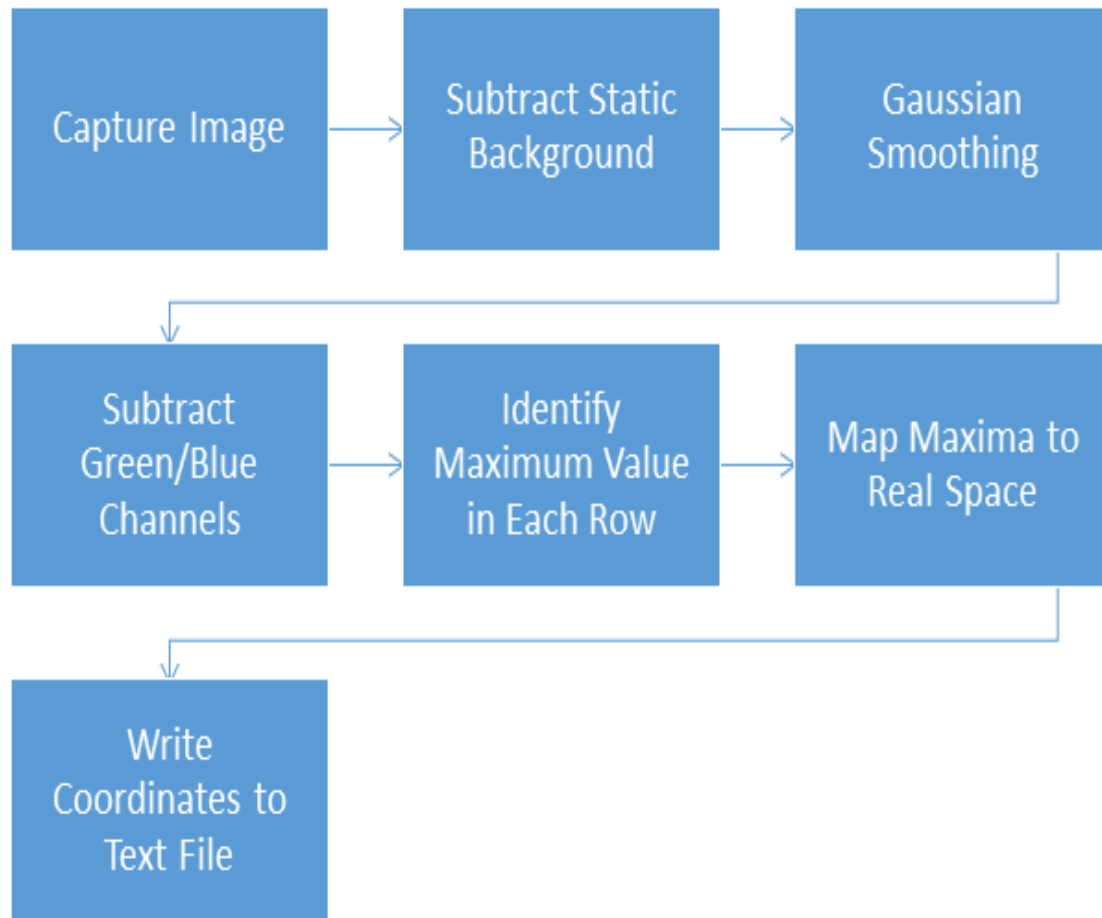 Capture Image
Subtract Static
Background
Gaussian
Smoothing
Subtract
Green/Blue
Channels
Identify
Maximum Value
in Each Row
Map Maxima to
Real Space
Write
Coordinates to
Text File